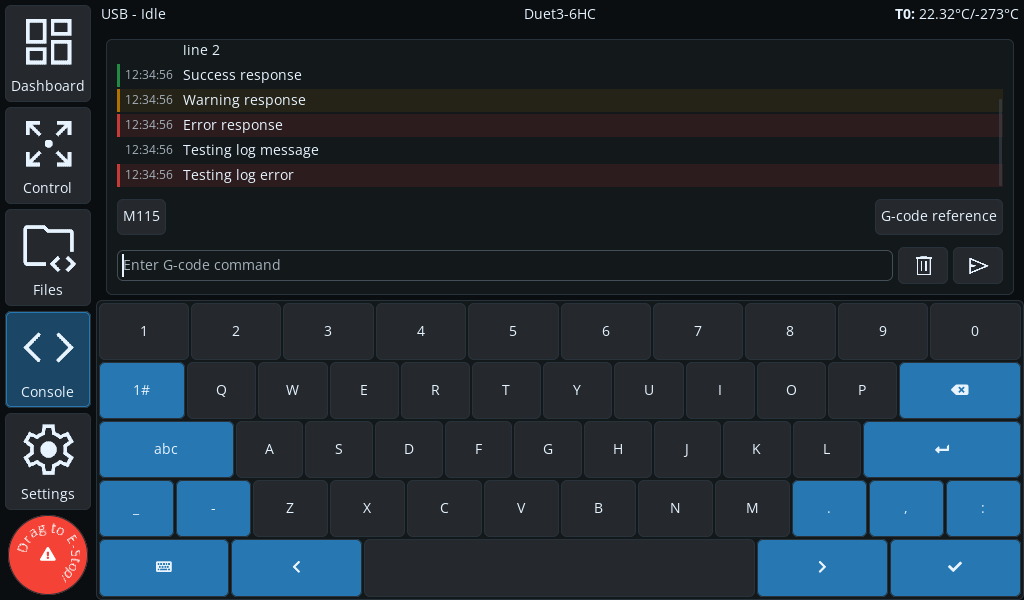 USB - Idle
Duet3-6HC
T0: 22.32°C/-273°C
Dashboard
Control
Files
Console
Settings
Drag to E-Stop!
line 2
12:34:56 Success response
12:34:56 Warning response
12:34:56 Error response
12:34:56 Testing log message
12:34:56 Testing log error
M115
G-code reference
Enter G-code command
1 2 3 4 5 6 7 8 9 0
1# Q W E R T Y U I O P
abc A S D F G H J K L
_ - Z X C V B N M . , :